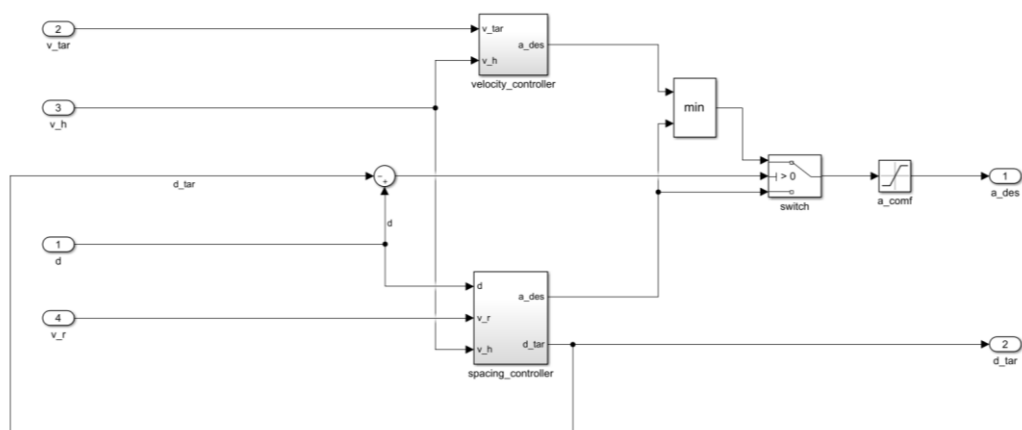 2
v_tar
v_tar
a_des
v_h
velocity_controller
3
v_h
min
d_tar
-
+
> 0
switch
a_comf
1
a_des
d
1
d
d
a_des
v_r
4
v_r
v_h
d_tar
spacing_controller
2
d_tar